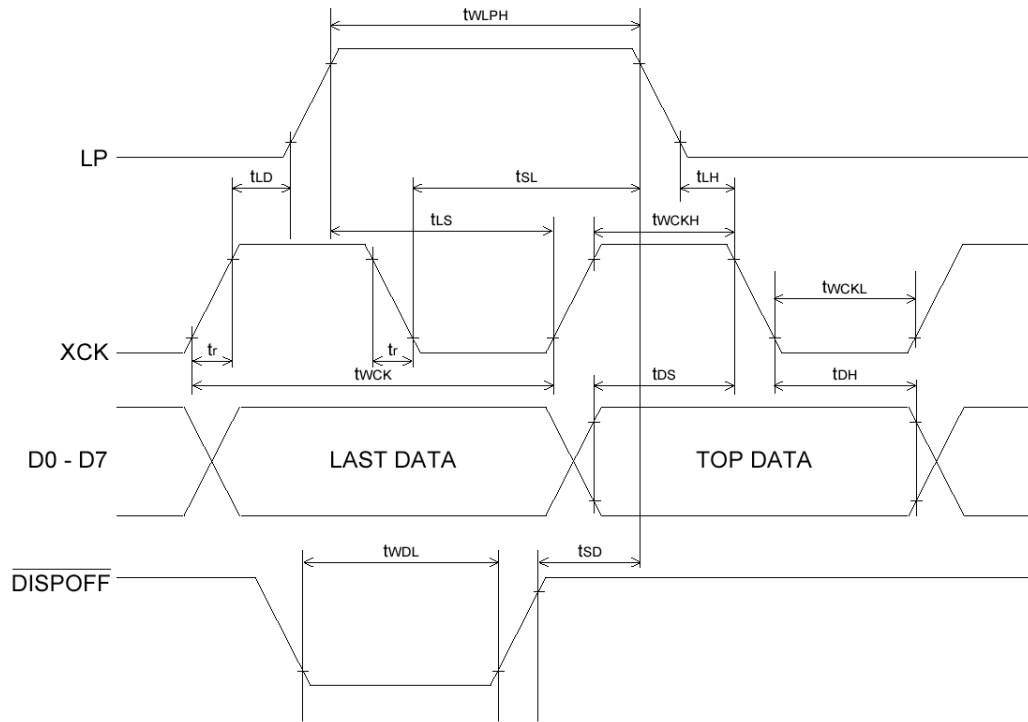 tWLPH
LP
tLD
tSL
tLH
tLS
tWCKH
tWCKL
XCK
tr
tr
tWCK
tDS
tDH
D0 - D7
LAST DATA
TOP DATA
tWDL
tSD
DISPOFF